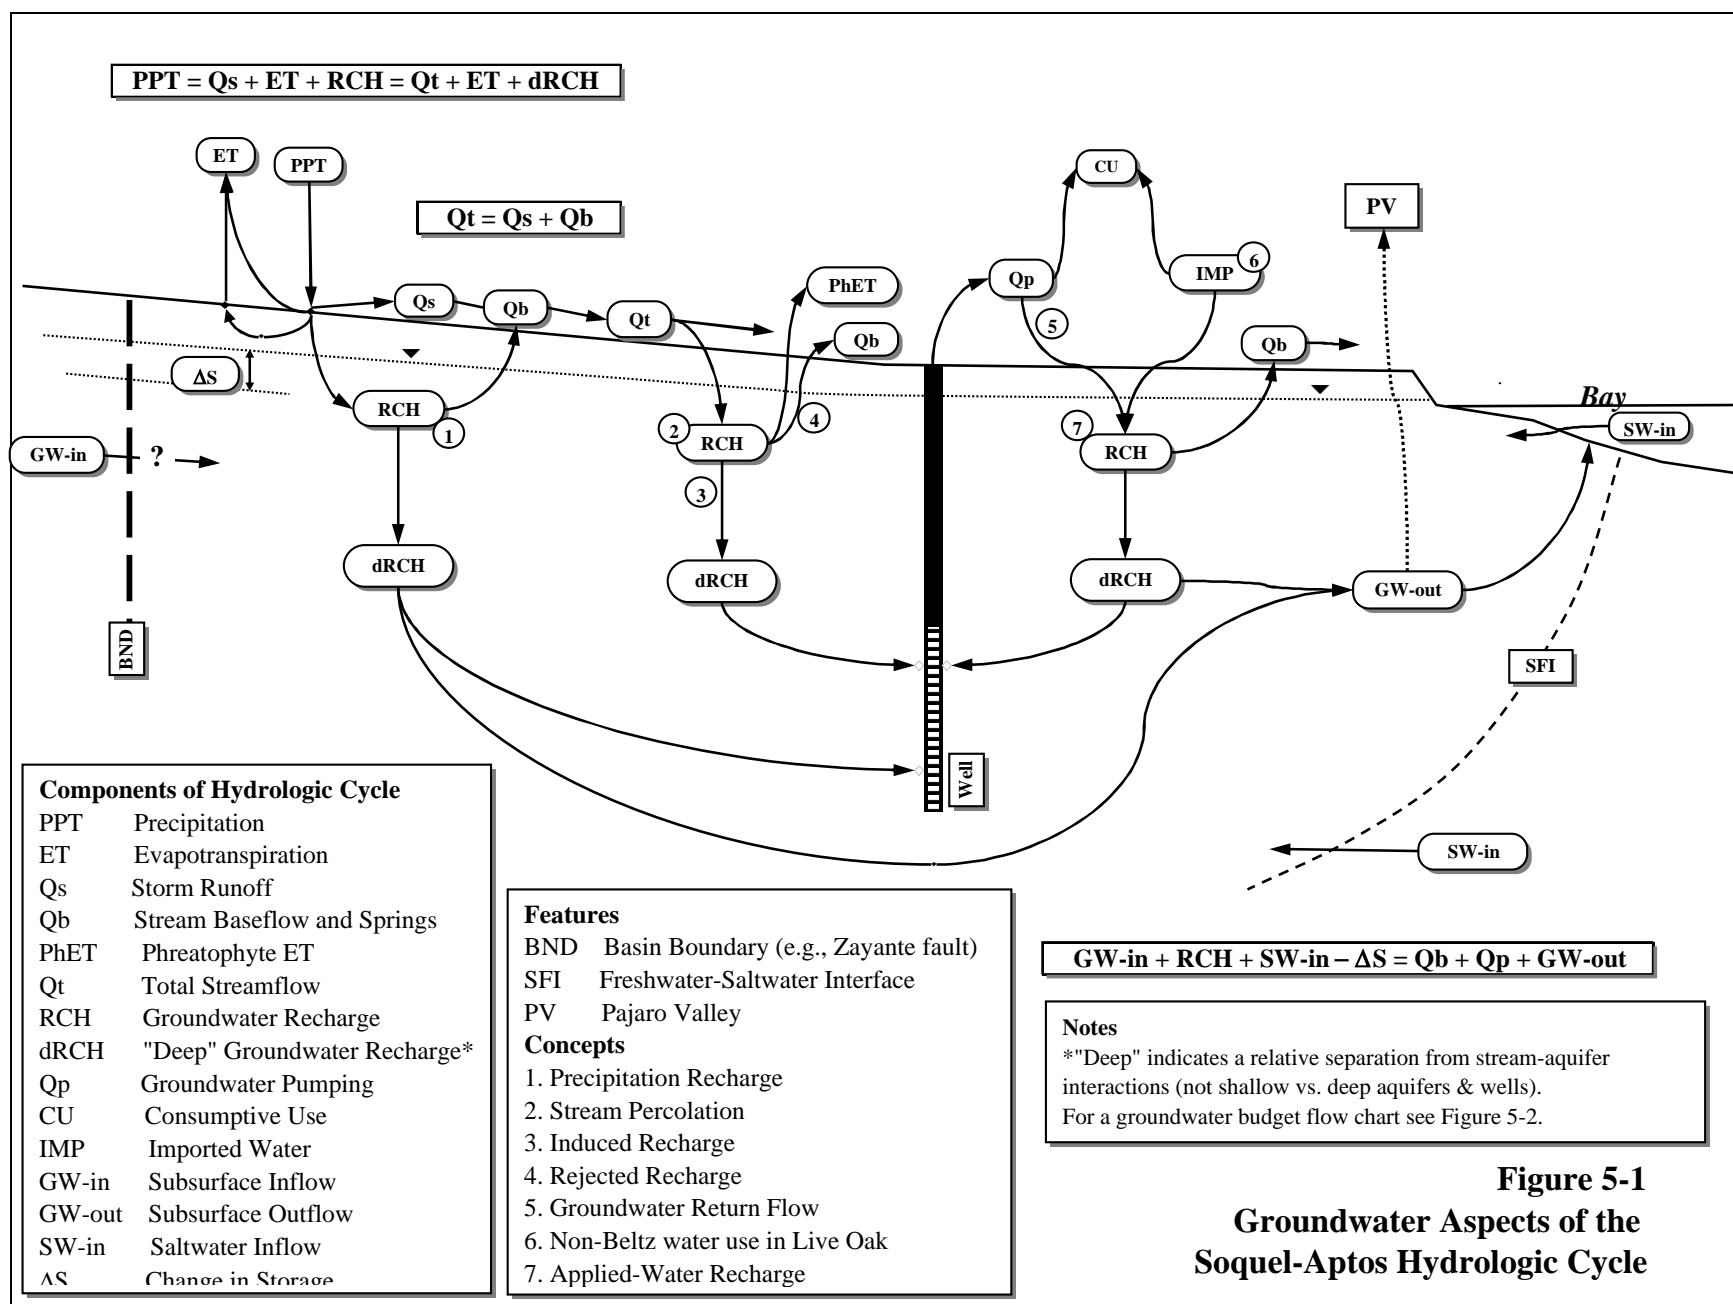 PPT = Qs + ET + RCH = Qt + ET + dRCH
ET
PPT
CU
PV
Qt = Qs + Qb
Qp
IMP
6
PhET
Qs
Qb
Qt
5
Qb
Qb
ΔS
Bay
RCH
1
2
RCH
4
7
RCH
SW-in
GW-in
?
3
dRCH
dRCH
dRCH
GW-out
BND
SFI
Well
SW-in
Components of Hydrologic Cycle
PPT Precipitation
ET Evapotranspiration
Qs Storm Runoff
Qb Stream Baseflow and Springs
PhET Phreatophyte ET
Qt Total Streamflow
RCH Groundwater Recharge
dRCH "Deep" Groundwater Recharge*
Qp Groundwater Pumping
CU Consumptive Use
IMP Imported Water
GW-in Subsurface Inflow
GW-out Subsurface Outflow
SW-in Saltwater Inflow
ΔS Change in Storage
Features
BND Basin Boundary (e.g., Zayante fault)
SFI Freshwater-Saltwater Interface
PV Pajaro Valley
Concepts
1. Precipitation Recharge
2. Stream Percolation
3. Induced Recharge
4. Rejected Recharge
5. Groundwater Return Flow
6. Non-Beltz water use in Live Oak
7. Applied-Water Recharge
GW-in + RCH + SW-in – ΔS = Qb + Qp + GW-out
Notes
*"Deep" indicates a relative separation from stream-aquifer
interactions (not shallow vs. deep aquifers & wells).
For a groundwater budget flow chart see Figure 5-2.
Figure 5-1
Groundwater Aspects of the
Soquel-Aptos Hydrologic Cycle